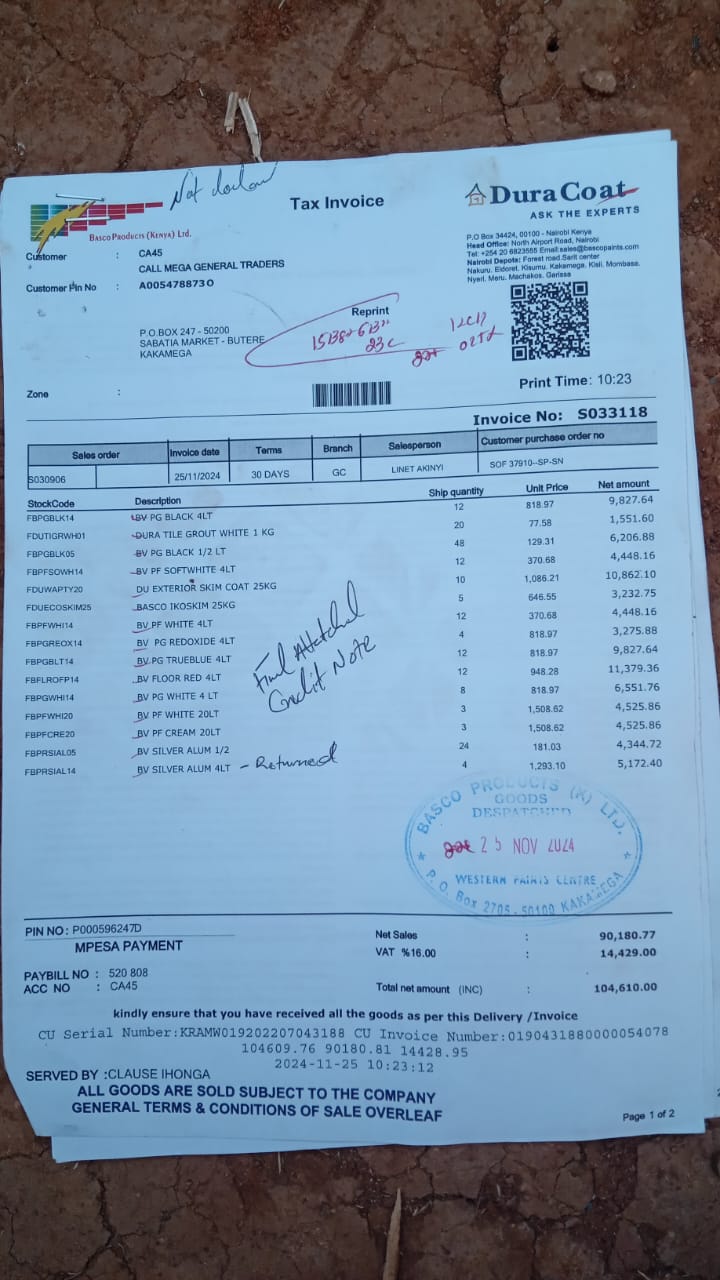 Tax Invoice
DuraCoat
ASK THE EXPERTS
BASCO PRODUCTS (KENYA) Ltd.
Customer : CA45
CALL MEGA GENERAL TRADERS
Customer Pin No : A005478873O
P.O Box 34424, 00100 - Nairobi Kenya
Head Office: North Airport Road, Nairobi
Tel: +254 20 6823565 Email:sales@bascopaints.com
Nairobi Depots: Forest road.Sarit center
Nakuru, Eldoret, Kisumu, Kakamega, Kisii, Mombasa,
Nyeri, Meru, Machakos, Garissa
Reprint
P.O.BOX 247 - 50200
SABATIA MARKET - BUTERE
KAKAMEGA
23c
Zone :
Print Time: 10:23
Invoice No: S033118
Sales order Invoice date Terms Branch Salesperson Customer purchase order no
S030906 25/11/2024 30 DAYS GC LINET AKINYI SOF 37910--SP-SN
StockCode Description Ship quantity Unit Price Net amount
FBPGBLK14 BV PG BLACK 4LT 12 818.97 9,827.64
FDUTIGRWH01 DURA TILE GROUT WHITE 1 KG 20 77.58 1,551.60
FBPGBLK05 BV PG BLACK 1/2 LT 48 129.31 6,206.88
FBPFSOWH14 BV PF SOFTWHITE 4LT 12 370.68 4,448.16
FDUWAPTY20 DU EXTERIOR SKIM COAT 25KG 10 1,086.21 10,862.10
FDUECOSKIM25 BASCO IKOSKIM 25KG 5 646.55 3,232.75
FBPFWHI14 BV PF WHITE 4LT 12 370.68 4,448.16
FBPGREOX14 BV PG REDOXIDE 4LT 4 818.97 3,275.88
FBPGBLT14 BV PG TRUEBLUE 4LT 12 818.97 9,827.64
FBFLROFP14 BV FLOOR RED 4LT 12 948.28 11,379.36
FBPGWHI14 BV PG WHITE 4 LT 8 818.97 6,551.76
FBPFWHI20 BV PF WHITE 20LT 3 1,508.62 4,525.86
FBPFCRE20 BV PF CREAM 20LT 3 1,508.62 4,525.86
FBPRSIAL05 BV SILVER ALUM 1/2 24 181.03 4,344.72
FBPRSIAL14 BV SILVER ALUM 4LT - Returned 4 1,293.10 5,172.40
Find Attached
Credit Note
BASCO PRODUCTS (K) LTD.
GOODS
DESPATCHED
25 NOV 2024
WESTERN PAINTS CENTRE
P. O. Box 2705 - 50100 KAKAMEGA
PIN NO : P000596247D
MPESA PAYMENT
PAYBILL NO : 520 808
ACC NO : CA45
Net Sales : 90,180.77
VAT %16.00 : 14,429.00
Total net amount (INC) : 104,610.00
kindly ensure that you have received all the goods as per this Delivery /Invoice
CU Serial Number:KRAMW019202207043188 CU Invoice Number:0190431880000054078
104609.76 90180.81 14428.95
2024-11-25 10:23:12
SERVED BY :CLAUSE IHONGA
ALL GOODS ARE SOLD SUBJECT TO THE COMPANY
GENERAL TERMS & CONDITIONS OF SALE OVERLEAF
Page 1 of 2